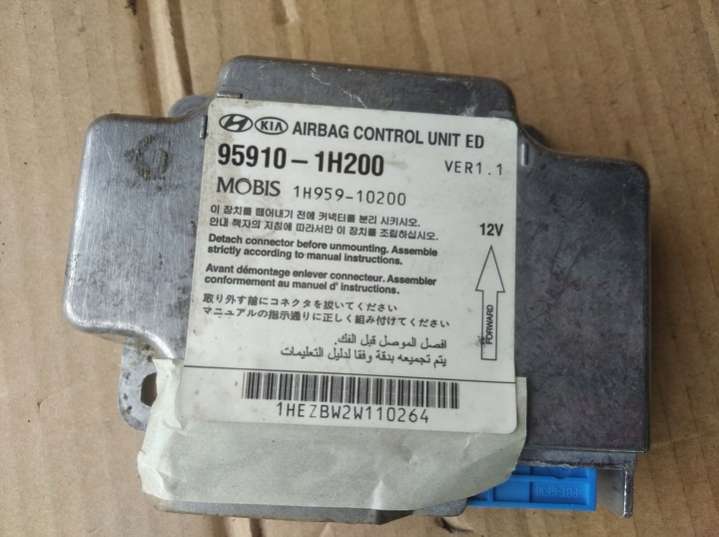 HYUNDAI KIA AIRBAG CONTROL UNIT ED
95910-1H200 VER1.1
MOBIS 1H959-10200
이 장치를 떼어내기 전에 커넥터를 분리 시키시오.
안내 책자의 지침에 따라서만 이 장치를 조립하십시오.
12V
Detach connector before unmounting. Assemble
strictly according to manual instructions.
Avant démontage enlever connecteur. Assembler
conformement au manuel d' instructions.
FORWARD
取り外す前にコネクタを抜いてください
マニュアルの指示通りに正しく組み付けてください
افصل الموصل قبل الفك.
يتم تجميعه بدقة وفقا لدليل التعليمات
1HEZBW2W110264